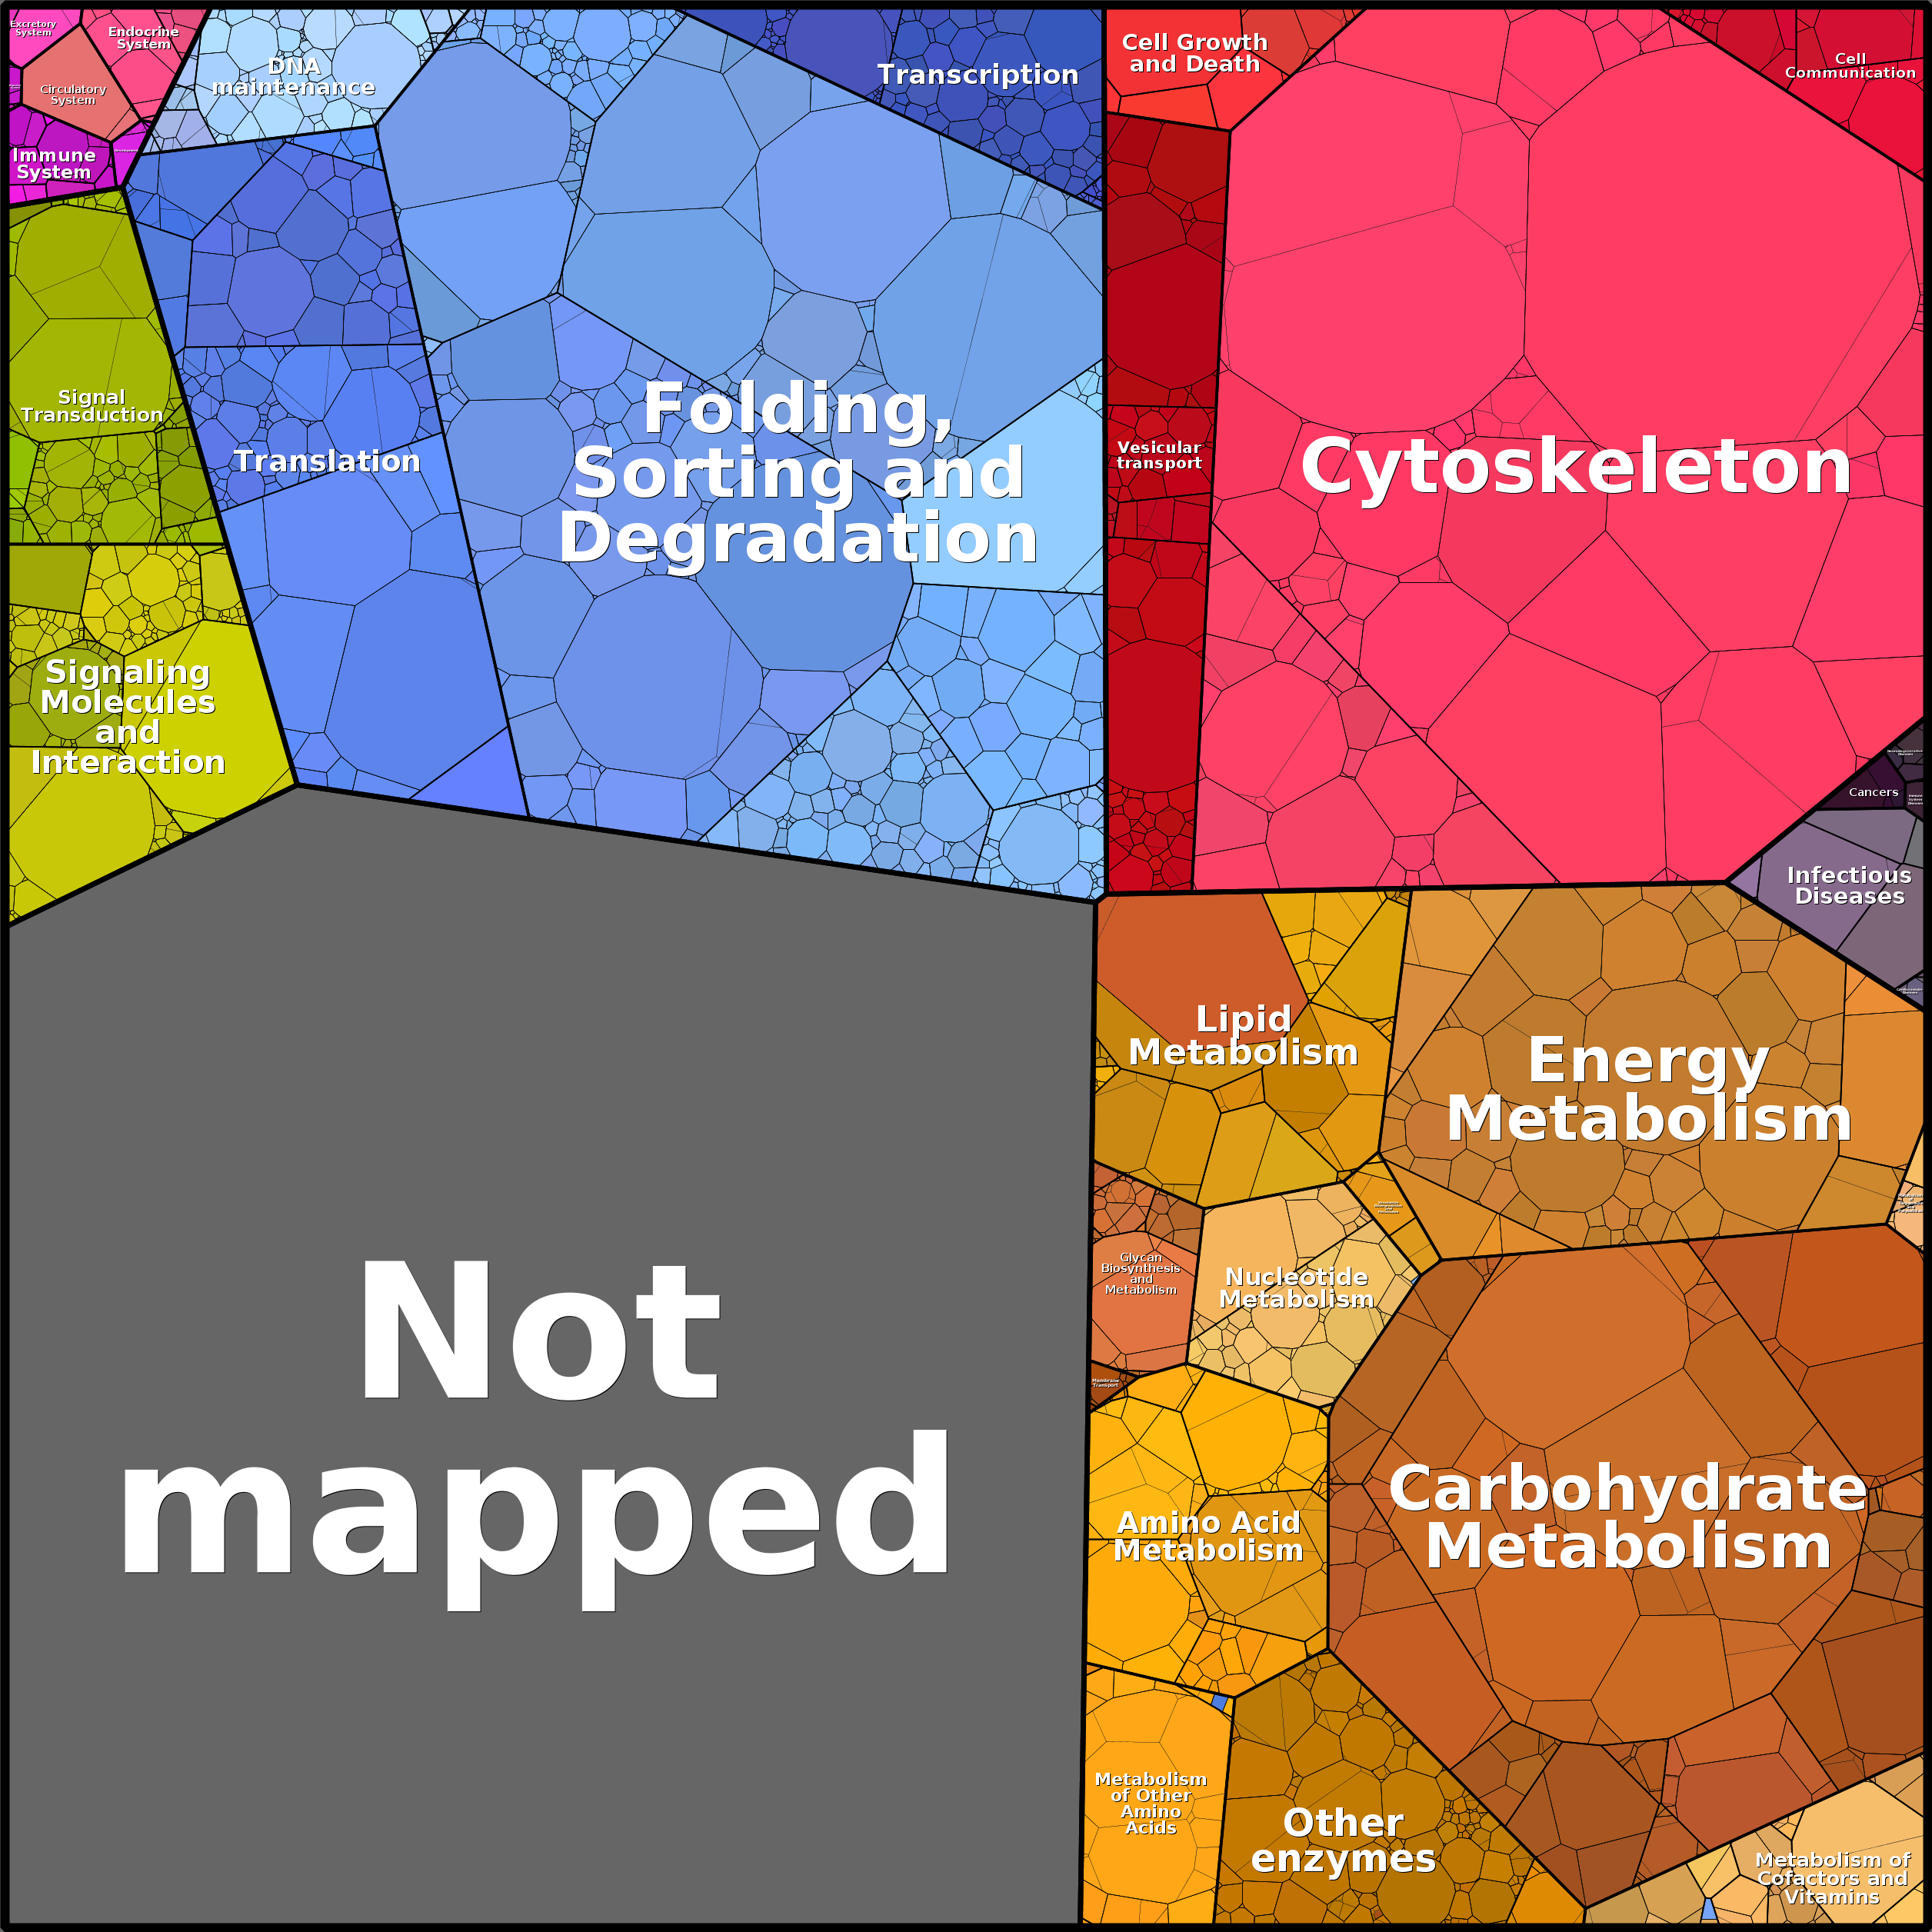 Excretory
System
Endocrine
System
Circulatory
System
Immune
System
DNA
maintenance
Transcription
Cell Growth
and Death
Cell
Communication
Signal
Transduction
Translation
Folding,
Sorting and
Degradation
Vesicular
transport
Cytoskeleton
Signaling
Molecules
and
Interaction
Cancers
Infectious
Diseases
Lipid
Metabolism
Energy
Metabolism
Glycan
Biosynthesis
and
Metabolism
Nucleotide
Metabolism
Membrane
Transport
Not
mapped
Amino Acid
Metabolism
Carbohydrate
Metabolism
Metabolism
of Other
Amino
Acids
Other
enzymes
Metabolism of
Cofactors and
Vitamins